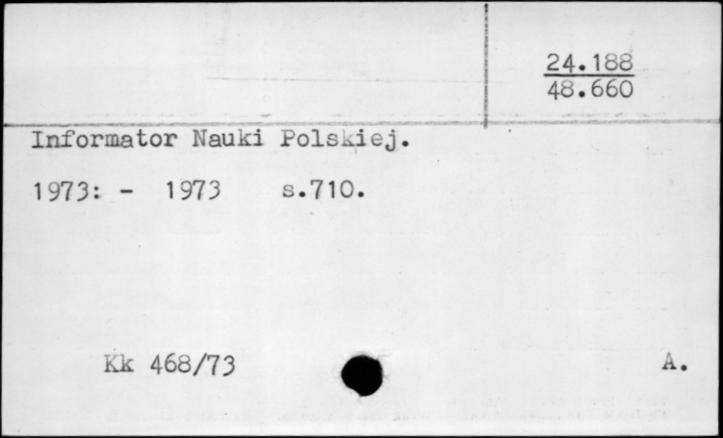 24.188
48.660
Informator Nauki Polskiej.
1973: - 1973 s.710.
Kk 468/73
A.